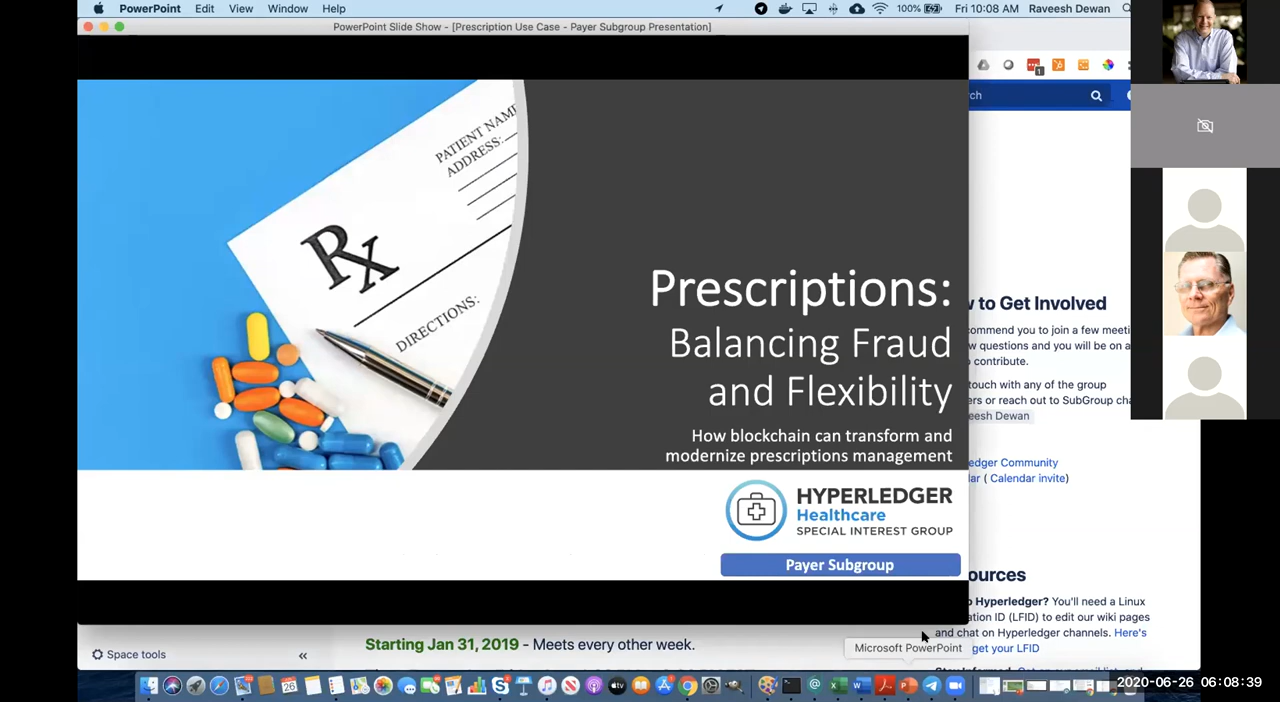 PowerPoint Edit View Window Help
100% Fri 10:08 AM Raveesh Dewan
PowerPoint Slide Show - [Prescription Use Case - Payer Subgroup Presentation]
1
ch
PATIENT NAME
ADDRESS:
Rx
DIRECTIONS:
Prescriptions:
Balancing Fraud
and Flexibility
How blockchain can transform and
modernize prescriptions management
HYPERLEDGER
Healthcare
SPECIAL INTEREST GROUP
Payer Subgroup
to Get Involved
commend you to join a few meeti
questions and you will be on a
contribute.
touch with any of the group
ers or reach out to SubGroup cha
eesh Dewan
edger Community
lar ( Calendar invite)
ources
Hyperledger? You'll need a Linux
ation ID (LFID) to edit our wiki pages
and chat on Hyperledger channels. Here's
get your LFID
Starting Jan 31, 2019 - Meets every other week.
Microsoft PowerPoint
Space tools
26
2020-06-26 06:08:39